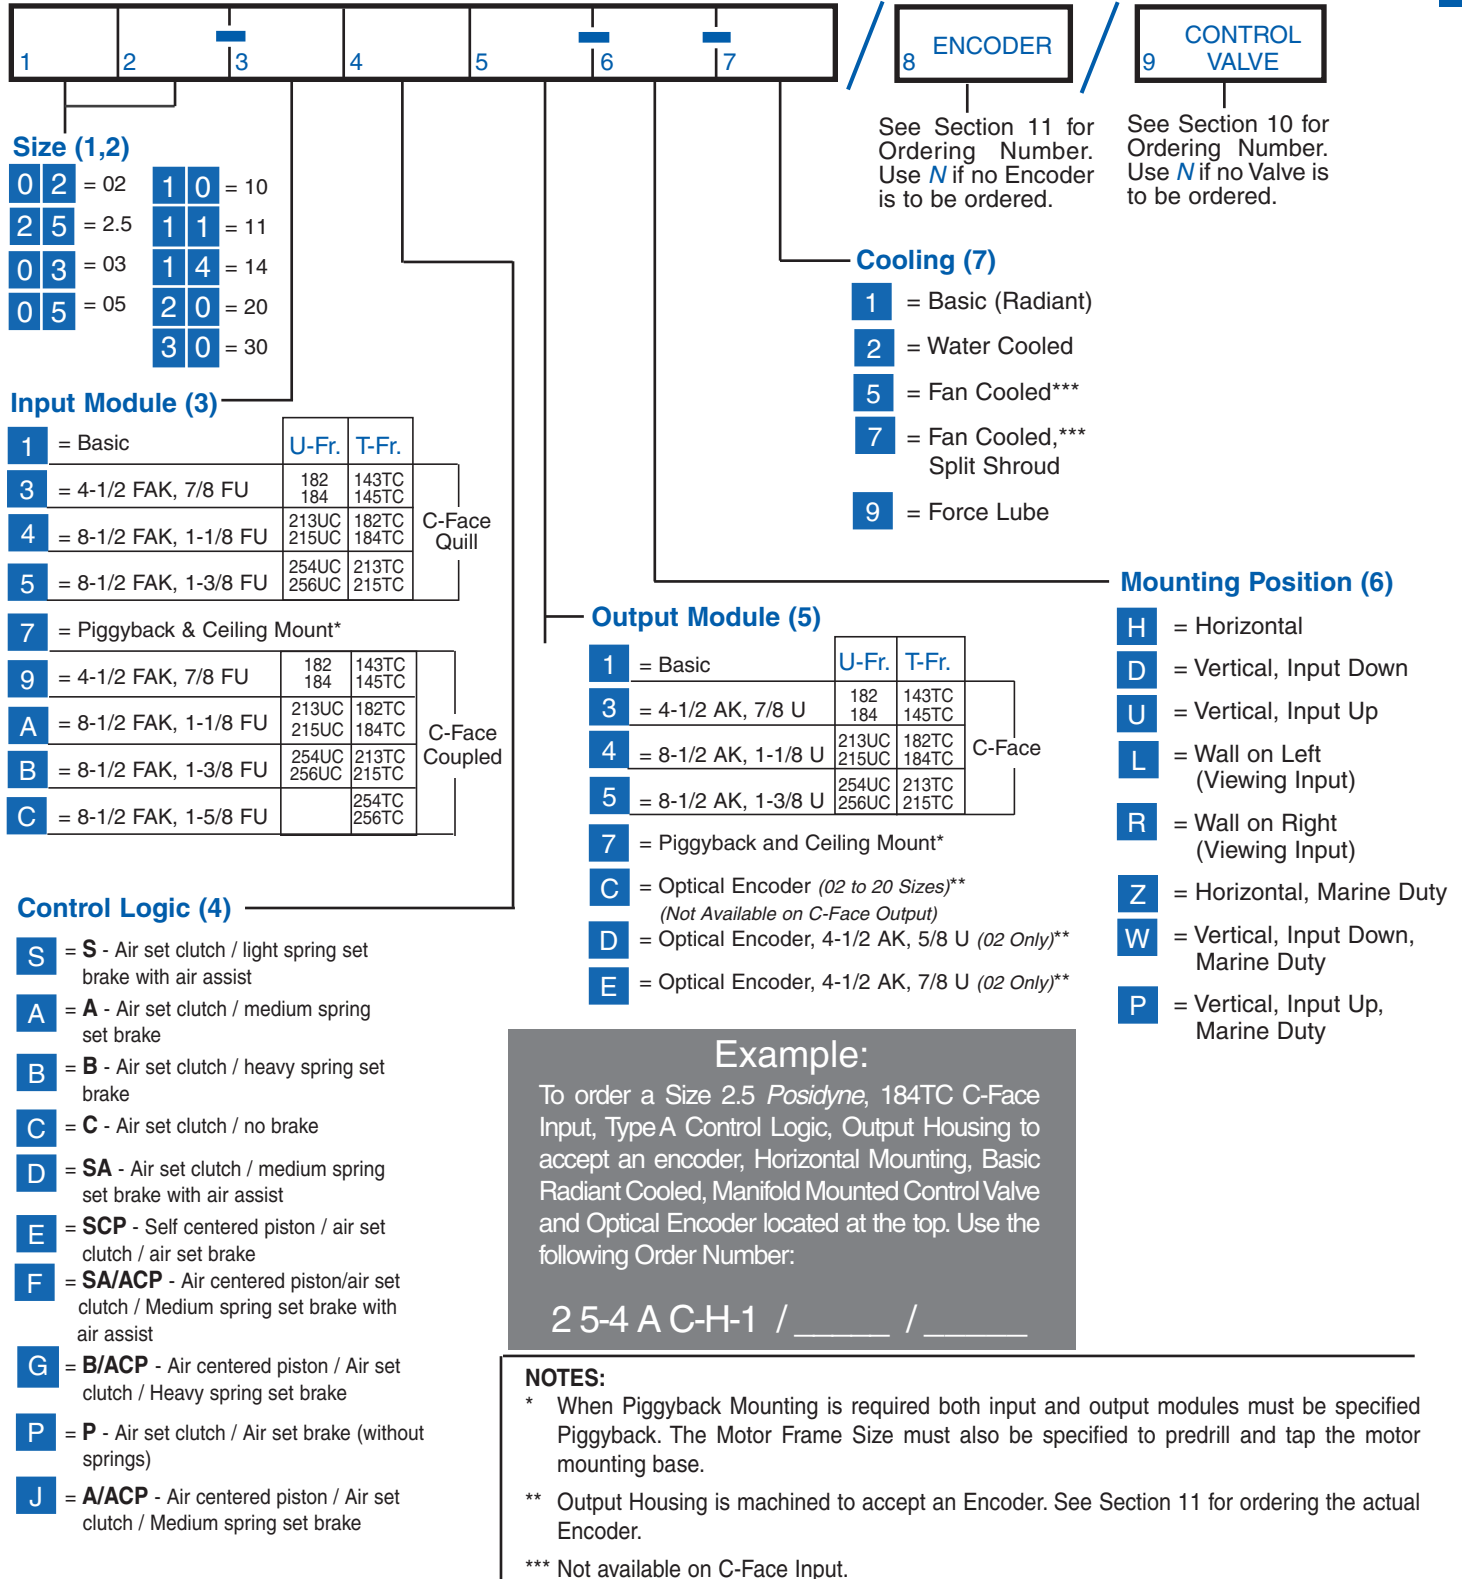 1 2 3 4 5 6 7
8 ENCODER
9 CONTROL VALVE
See Section 11 for
Ordering Number.
Use N if no Encoder
is to be ordered.
See Section 10 for
Ordering Number.
Use N if no Valve is
to be ordered.
Size (1,2)
0 2 = 02
2 5 = 2.5
0 3 = 03
0 5 = 05
1 0 = 10
1 1 = 11
1 4 = 14
2 0 = 20
3 0 = 30
Input Module (3)
U-Fr. T-Fr.
1 = Basic
3 = 4-1/2 FAK, 7/8 FU 182 184 143TC 145TC
4 = 8-1/2 FAK, 1-1/8 FU 213UC 215UC 182TC 184TC
5 = 8-1/2 FAK, 1-3/8 FU 254UC 256UC 213TC 215TC
C-Face
Quill
7 = Piggyback & Ceiling Mount*
9 = 4-1/2 FAK, 7/8 FU 182 184 143TC 145TC
A = 8-1/2 FAK, 1-1/8 FU 213UC 215UC 182TC 184TC
B = 8-1/2 FAK, 1-3/8 FU 254UC 256UC 213TC 215TC
C = 8-1/2 FAK, 1-5/8 FU 254TC 256TC
C-Face
Coupled
Control Logic (4)
S = S - Air set clutch / light spring set
brake with air assist
A = A - Air set clutch / medium spring
set brake
B = B - Air set clutch / heavy spring set
brake
C = C - Air set clutch / no brake
D = SA - Air set clutch / medium spring
set brake with air assist
E = SCP - Self centered piston / air set
clutch / air set brake
F = SA/ACP - Air centered piston/air set
clutch / Medium spring set brake with
air assist
G = B/ACP - Air centered piston / Air set
clutch / Heavy spring set brake
P = P - Air set clutch / Air set brake (without
springs)
J = A/ACP - Air centered piston / Air set
clutch / Medium spring set brake
Output Module (5)
U-Fr. T-Fr.
1 = Basic
3 = 4-1/2 AK, 7/8 U 182 184 143TC 145TC
4 = 8-1/2 AK, 1-1/8 U 213UC 215UC 182TC 184TC
5 = 8-1/2 AK, 1-3/8 U 254UC 256UC 213TC 215TC
C-Face
7 = Piggyback and Ceiling Mount*
C = Optical Encoder (02 to 20 Sizes)**
(Not Available on C-Face Output)
D = Optical Encoder, 4-1/2 AK, 5/8 U (02 Only)**
E = Optical Encoder, 4-1/2 AK, 7/8 U (02 Only)**
Cooling (7)
1 = Basic (Radiant)
2 = Water Cooled
5 = Fan Cooled***
7 = Fan Cooled,***
Split Shroud
9 = Force Lube
Mounting Position (6)
H = Horizontal
D = Vertical, Input Down
U = Vertical, Input Up
L = Wall on Left
(Viewing Input)
R = Wall on Right
(Viewing Input)
Z = Horizontal, Marine Duty
W = Vertical, Input Down,
Marine Duty
P = Vertical, Input Up,
Marine Duty
Example:
To order a Size 2.5 Posidyne, 184TC C-Face
Input, Type A Control Logic, Output Housing to
accept an encoder, Horizontal Mounting, Basic
Radiant Cooled, Manifold Mounted Control Valve
and Optical Encoder located at the top. Use the
following Order Number:
2 5-4 A C-H-1 / _____ / _____
NOTES:
* When Piggyback Mounting is required both input and output modules must be specified
Piggyback. The Motor Frame Size must also be specified to predrill and tap the motor
mounting base.
** Output Housing is machined to accept an Encoder. See Section 11 for ordering the actual
Encoder.
*** Not available on C-Face Input.